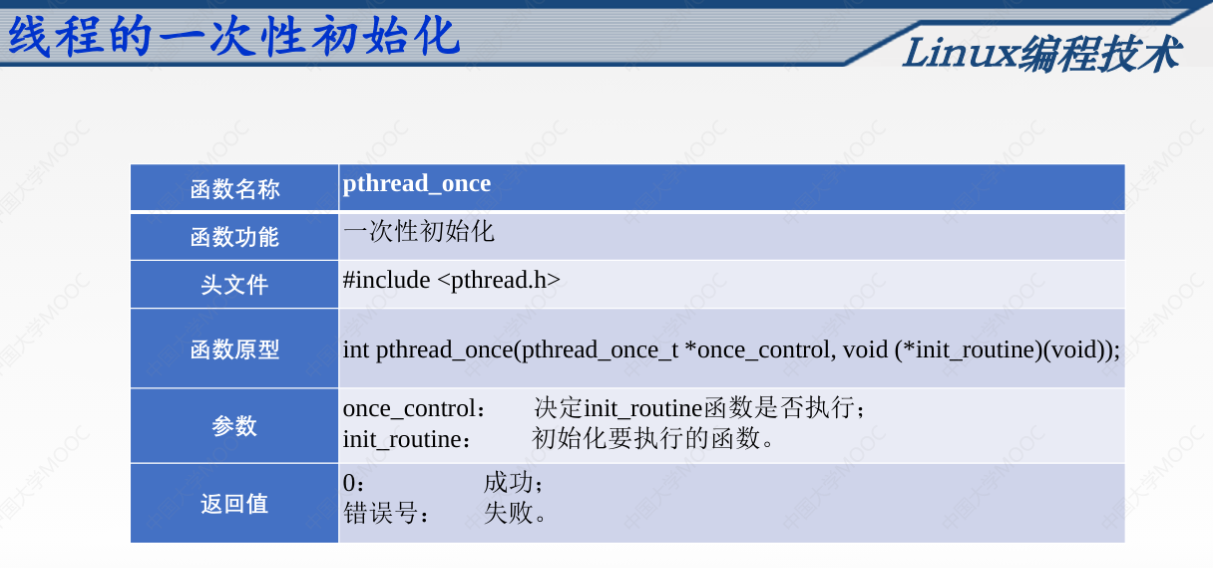 线程的一次性初始化
Linux编程技术
函数名称 pthread_once
函数功能 一次性初始化
头文件 #include <pthread.h>
函数原型 int pthread_once(pthread_once_t *once_control, void (*init_routine)(void));
参数 once_control： 决定init_routine函数是否执行；
init_routine： 初始化要执行的函数。
返回值 0： 成功；
错误号： 失败。
中国大学MOOC